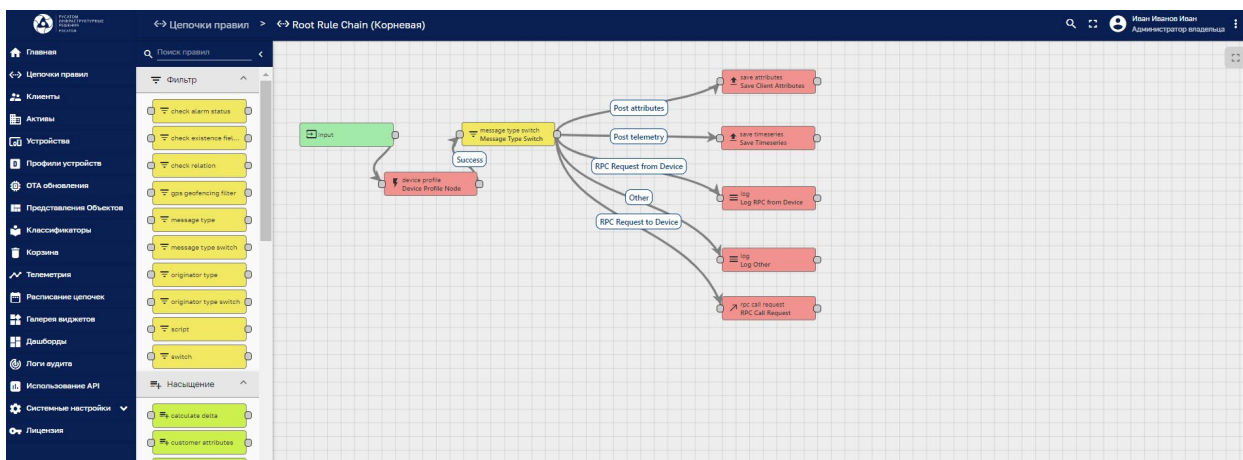 РУСАТОМ
ИНФРАСТРУКТУРНЫЕ
РЕШЕНИЯ
РОСАТОМ
Цепочки правил > Root Rule Chain (Корневая)
Иван Иванов Иван
Администратор владельца
Главная
Цепочки правил
Клиенты
Активы
Устройства
Профили устройств
OTA обновления
Представления Объектов
Классификаторы
Корзина
Телеметрия
Расписание цепочек
Галерея виджетов
Дашборды
Логи аудита
Использование API
Системные настройки
Лицензия
Поиск правил
Фильтр
check alarm status
check existence fiel...
check relation
gps geofencing filter
message type
message type switch
originator type
originator type switch
script
switch
Насыщение
calculate delta
customer attributes
Input
device profile
Device Profile Node
Success
message type switch
Message Type Switch
Post attributes
Post telemetry
RPC Request from Device
Other
RPC Request to Device
save attributes
Save Client Attributes
save timeseries
Save Timeseries
log
Log RPC from Device
log
Log Other
rpc call request
RPC Call Request